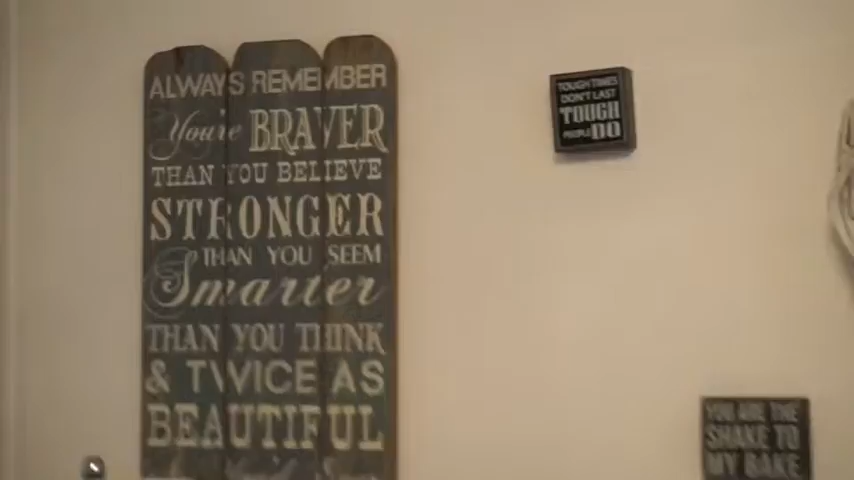 ALWAYS REMEMBER
You're BRAVER
THAN YOU BELIEVE
STRONGER
THAN YOU SEEM
Smarter
THAN YOU THINK
& TWICE AS
BEAUTIFUL
TOUGH TIMES
DON'T LAST
TOUGH
PEOPLE DO
YOU ARE THE
SHAKE TO
MY BAKE